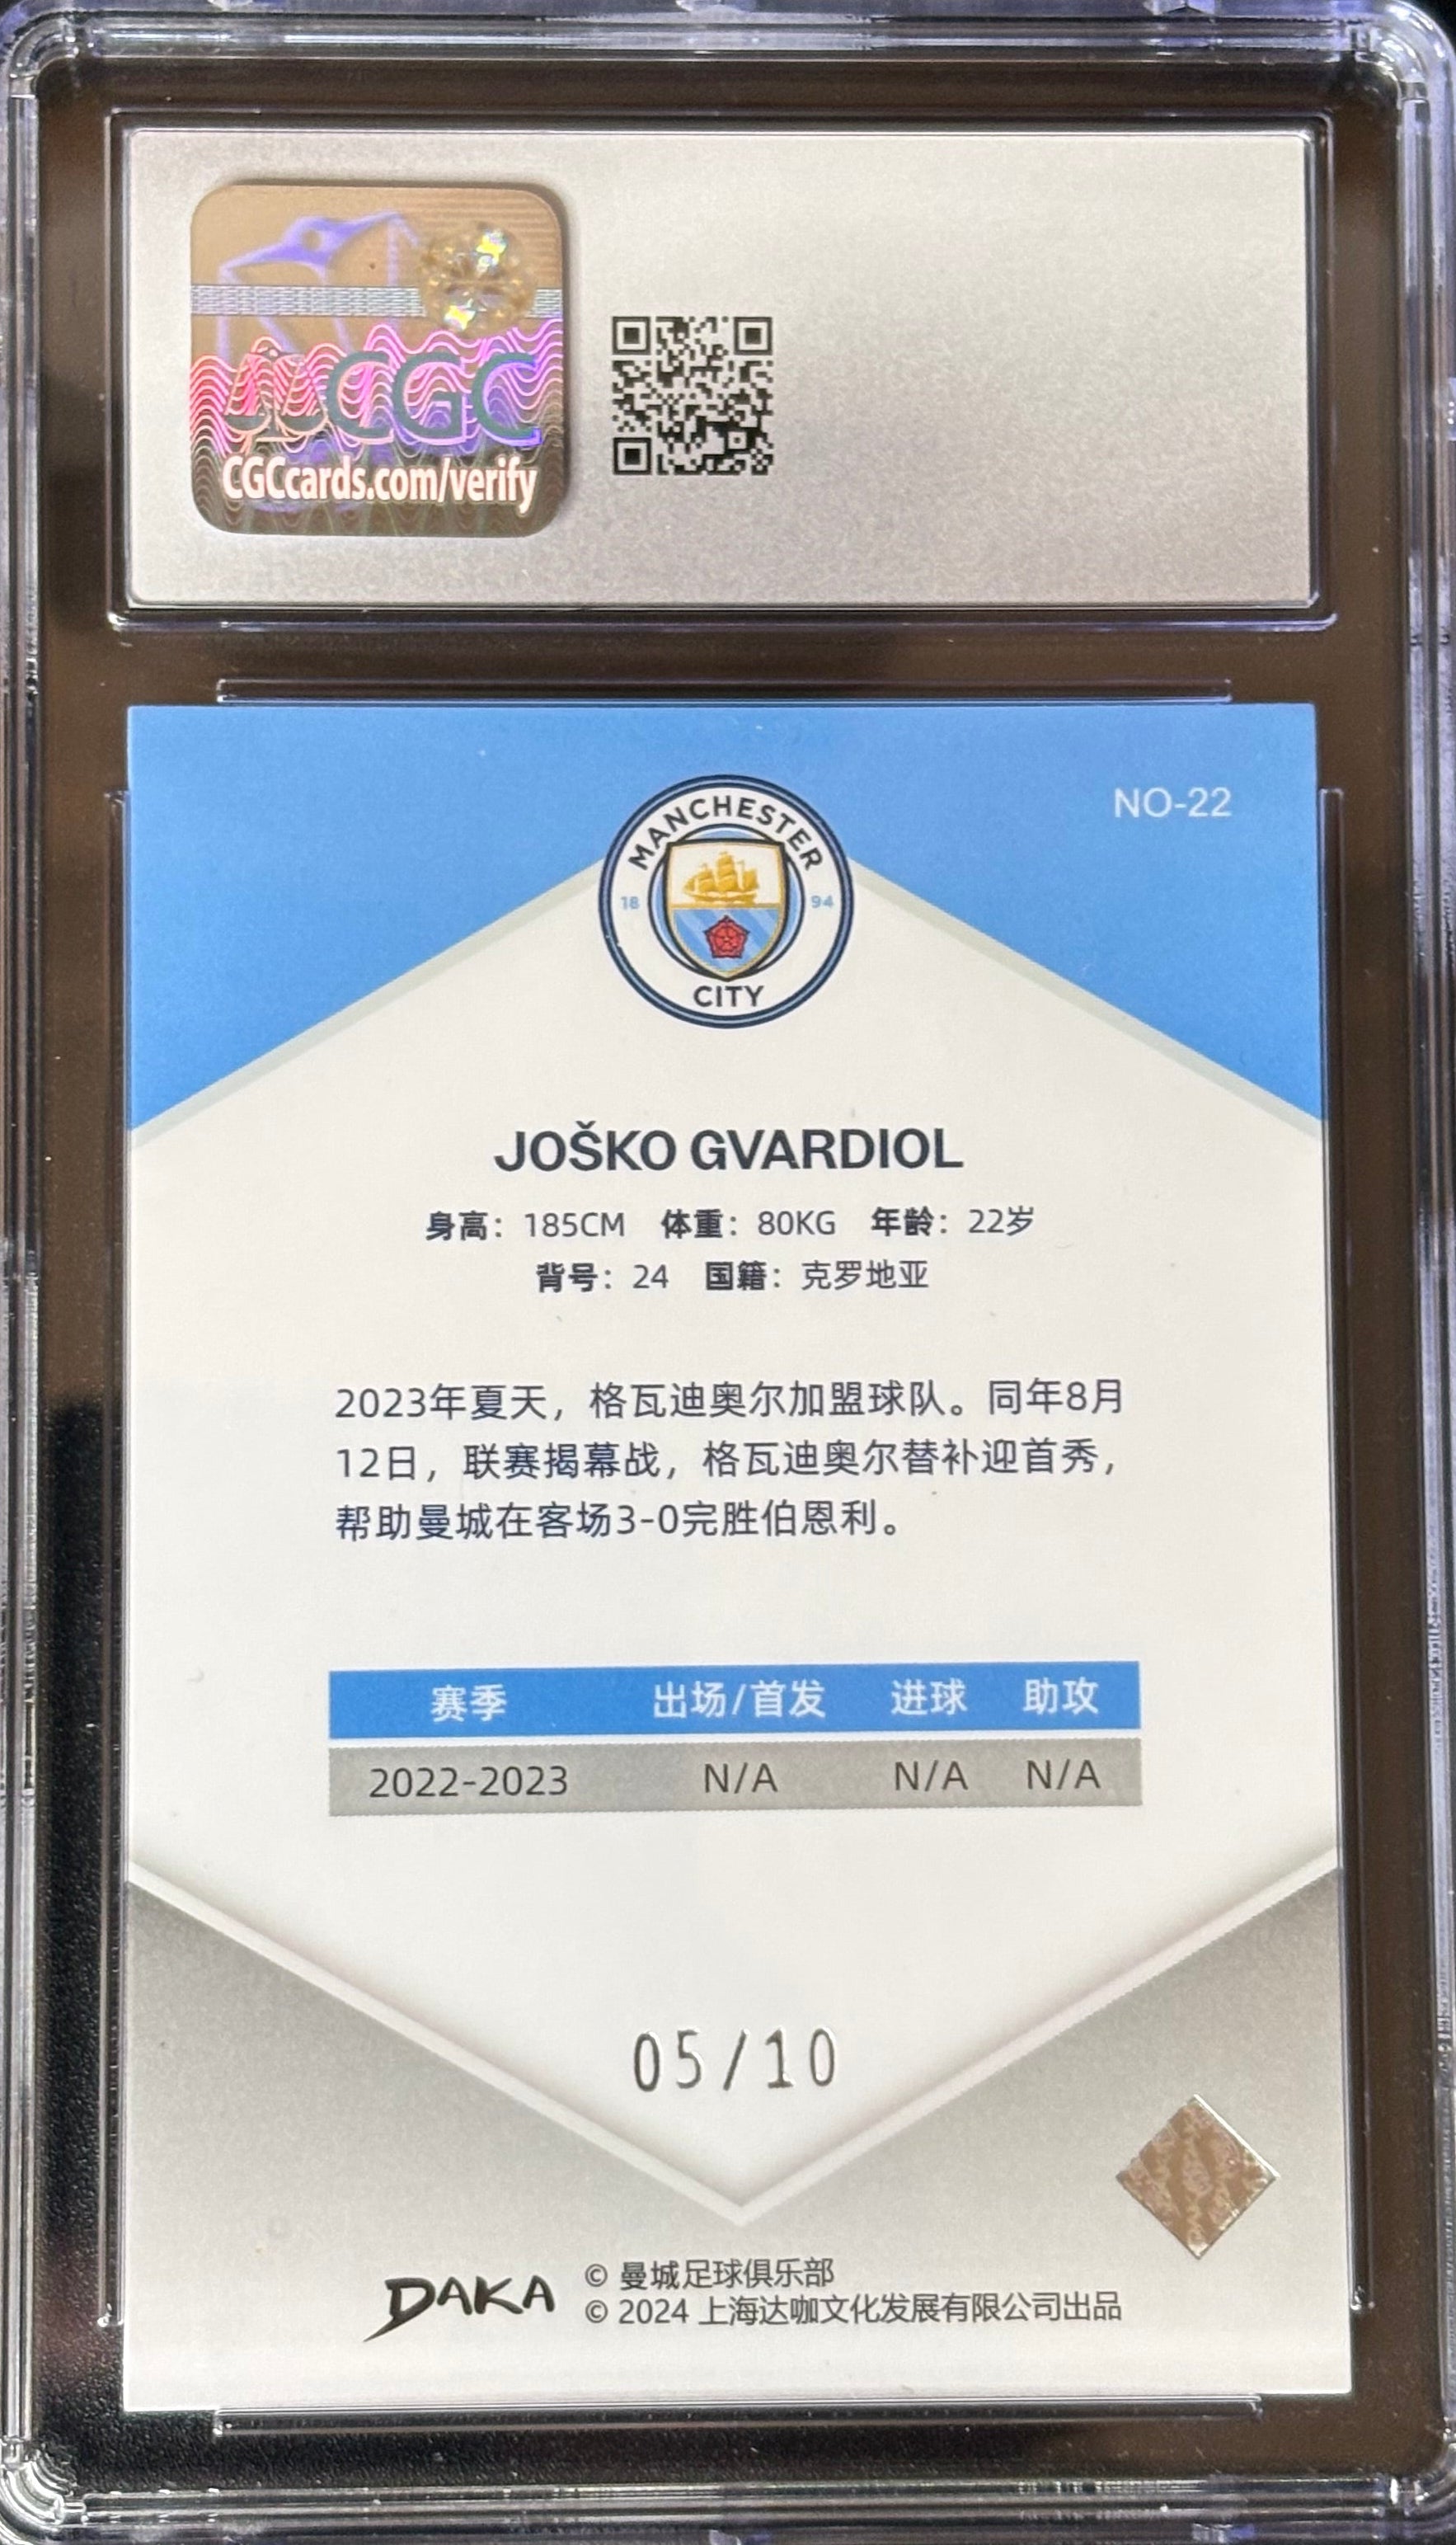 CGC
CGCcards.com/verify
NO-22
MANCHESTER
18 94
CITY
JOŠKO GVARDIOL
身高：185CM 体重：80KG 年龄：22岁
背号：24 国籍：克罗地亚
2023年夏天，格瓦迪奥尔加盟球队。同年8月
12日，联赛揭幕战，格瓦迪奥尔替补迎首秀，
帮助曼城在客场3-0完胜伯恩利。
赛季 出场/首发 进球 助攻
2022-2023 N/A N/A N/A
05/10
DAKA
© 曼城足球俱乐部
© 2024 上海达咖文化发展有限公司出品